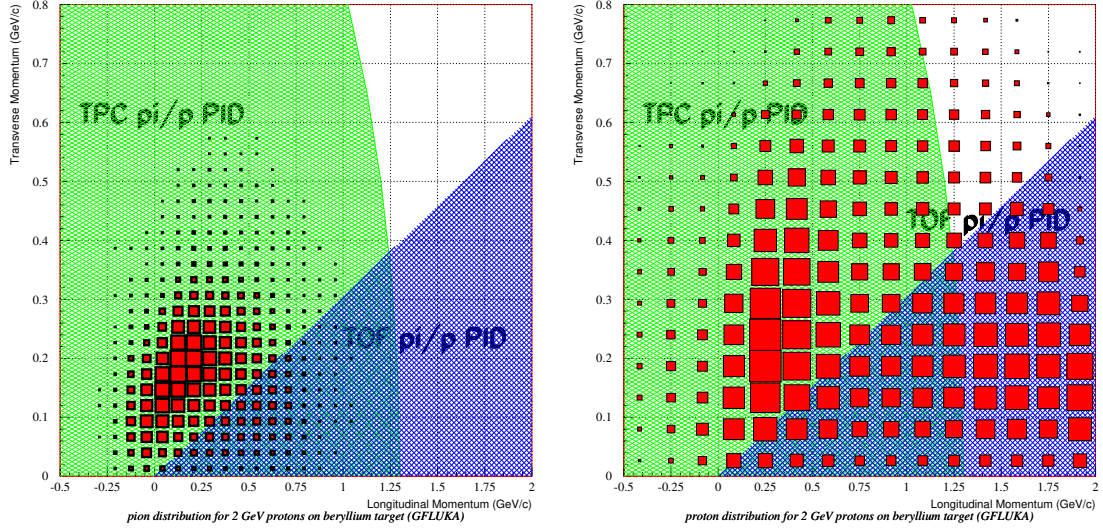 Transverse Momentum (GeV/c)
0.8
0.7
0.6
0.5
0.4
0.3
0.2
0.1
0
TPC pi/p PID
TOF pi/p PID
-0.5 -0.25 0 0.25 0.5 0.75 1 1.25 1.5 1.75 2
Longitudinal Momentum (GeV/c)
pion distribution for 2 GeV protons on beryllium target (GFLUKA)
Transverse Momentum (GeV/c)
0.8
0.7
0.6
0.5
0.4
0.3
0.2
0.1
0
TPC pi/p PID
TOF pi/p PID
-0.5 -0.25 0 0.25 0.5 0.75 1 1.25 1.5 1.75 2
Longitudinal Momentum (GeV/c)
proton distribution for 2 GeV protons on beryllium target (GFLUKA)